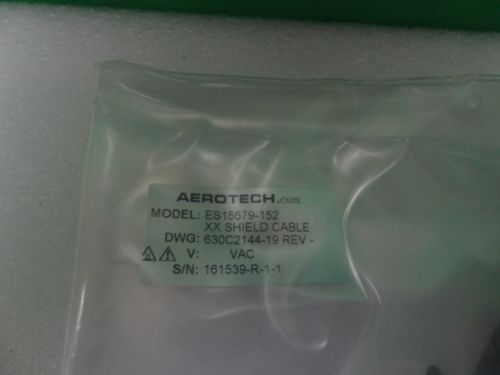 AEROTECH.com
MODEL: ES15679-152
XX SHIELD CABLE
DWG: 630C2144-19 REV -
V: VAC
S/N: 161539-R-1-1